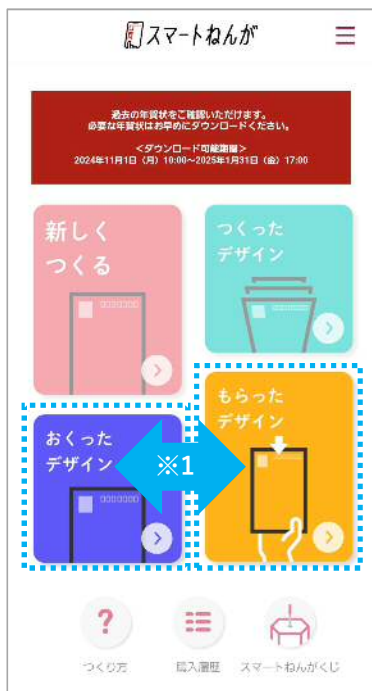 スマートねんが
過去の年賀状をご確認いただけます。
必要な年賀状はお早めにダウンロードください。
<ダウンロード可能期間>
2024年11月1日（月）10:00〜2025年1月31日（金）17:00
新しく
つくる
つくった
デザイン
もらった
デザイン
おくった
デザイン
※1
?
つくり方
購入履歴
スマートねんがくじ